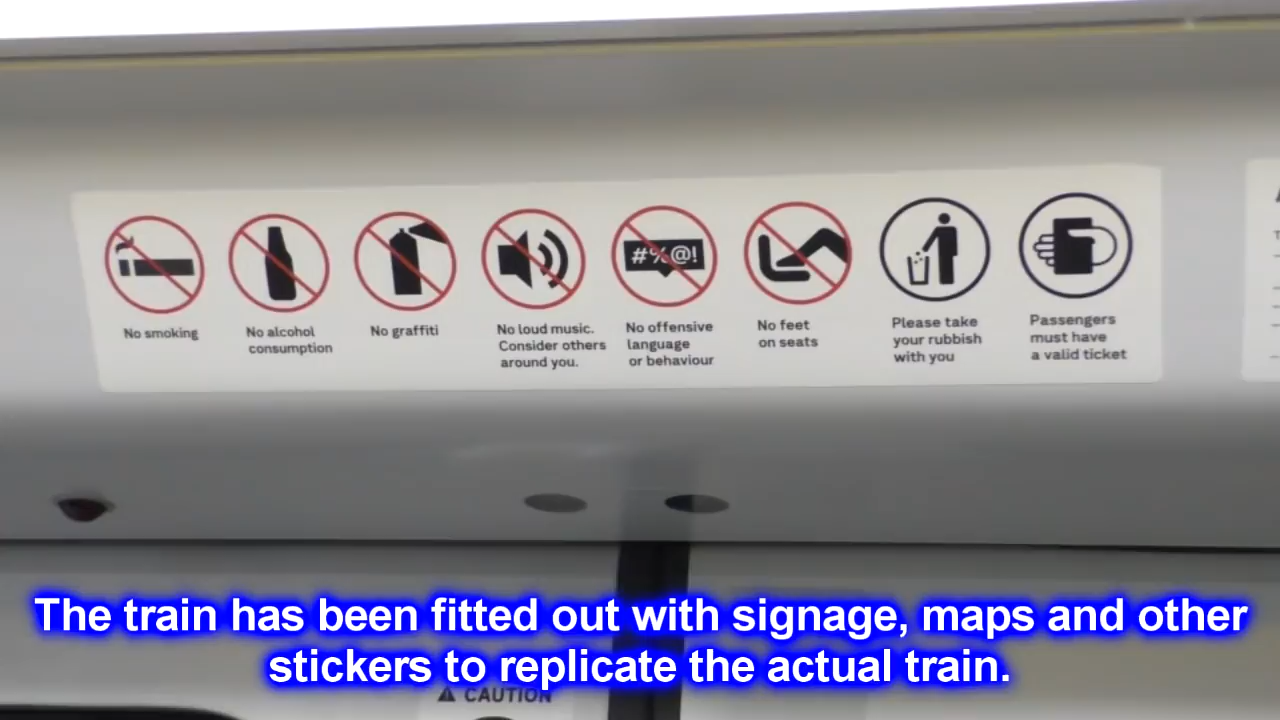 #%@!
No smoking
No alcohol
consumption
No graffiti
No loud music.
Consider others
around you.
No offensive
language
or behaviour
No feet
on seats
Please take
your rubbish
with you
Passengers
must have
a valid ticket
The train has been fitted out with signage, maps and other
stickers to replicate the actual train.
CAUTION